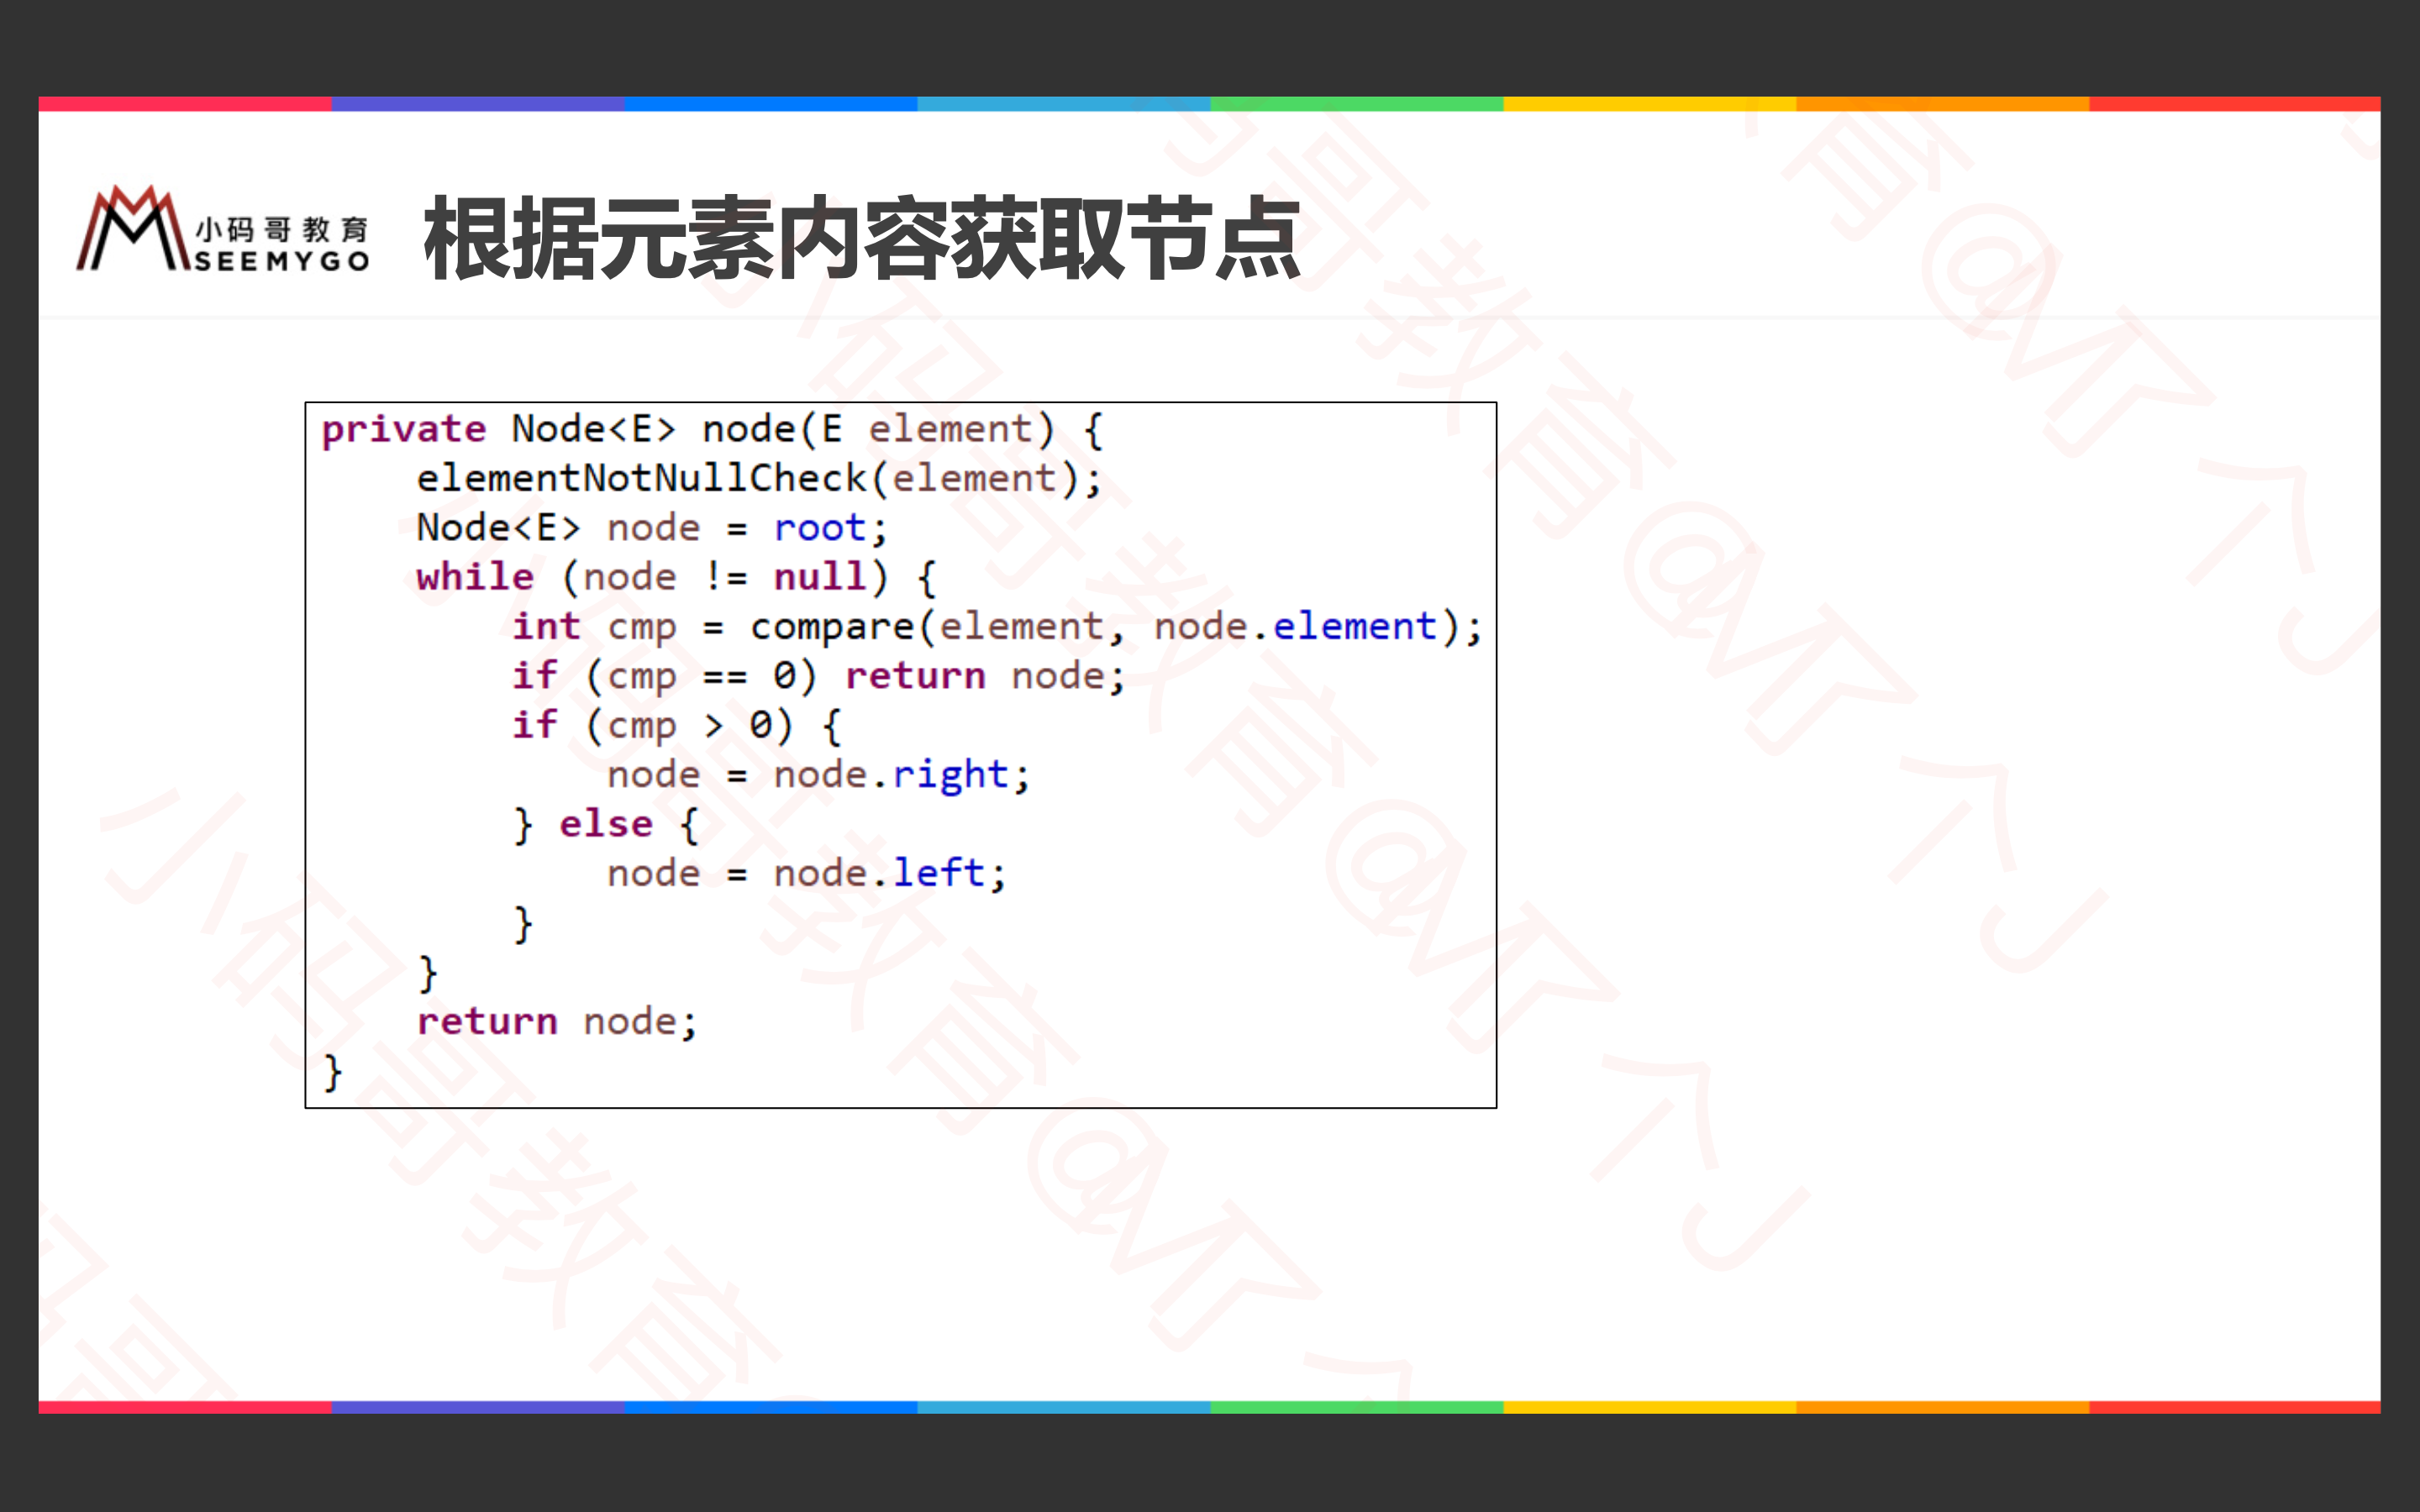 小码哥教育
SEEMYGO
根据元素内容获取节点
private Node<E> node(E element) {
    elementNotNullCheck(element);
    Node<E> node = root;
    while (node != null) {
        int cmp = compare(element, node.element);
        if (cmp == 0) return node;
        if (cmp > 0) {
            node = node.right;
        } else {
            node = node.left;
        }
    }
    return node;
}
小码哥教育@M了个J